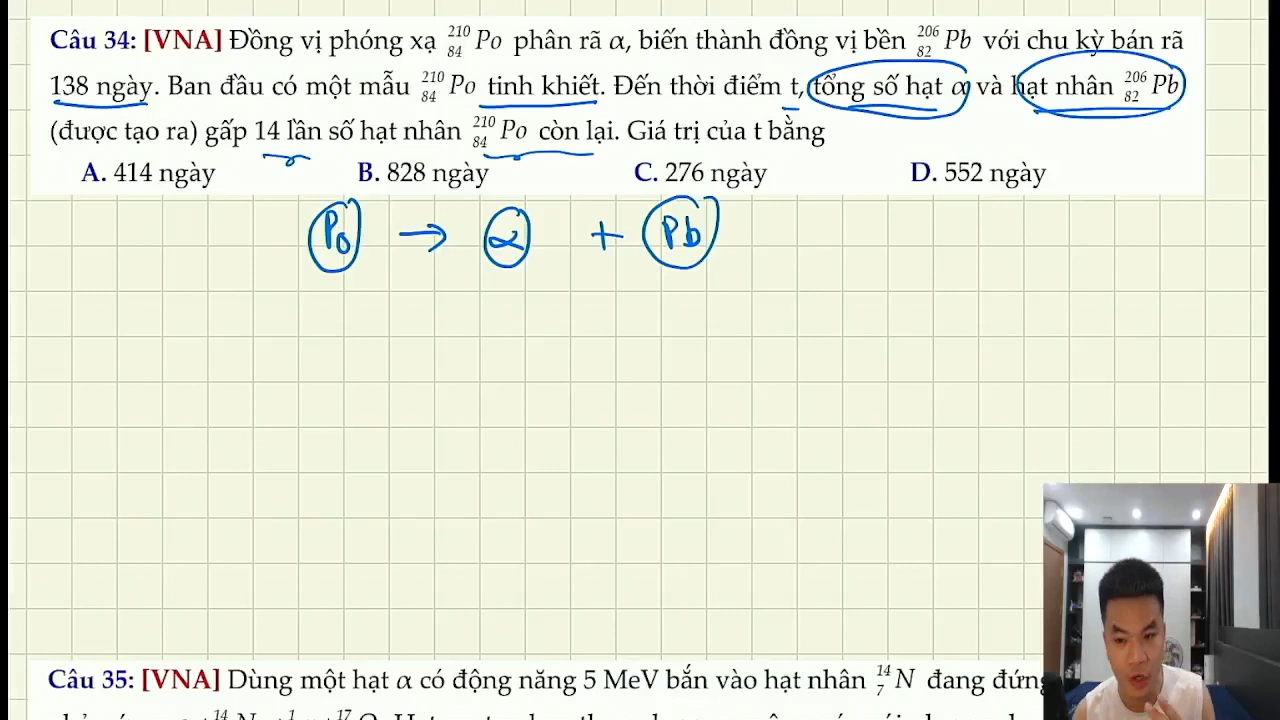 Câu 34: [VNA] Đồng vị phóng xạ ²¹⁰₈₄Po phân rã α, biến thành đồng vị bền ²⁰⁶₈₂Pb với chu kỳ bán rã
138 ngày. Ban đầu có một mẫu ²¹⁰₈₄Po tinh khiết. Đến thời điểm t, tổng số hạt α và hạt nhân ²⁰⁶₈₂Pb
(được tạo ra) gấp 14 lần số hạt nhân ²¹⁰₈₄Po còn lại. Giá trị của t bằng
A. 414 ngày B. 828 ngày C. 276 ngày D. 552 ngày
Po → α + Pb
Câu 35: [VNA] Dùng một hạt α có động năng 5 MeV bắn vào hạt nhân ¹⁴₇N đang đứng